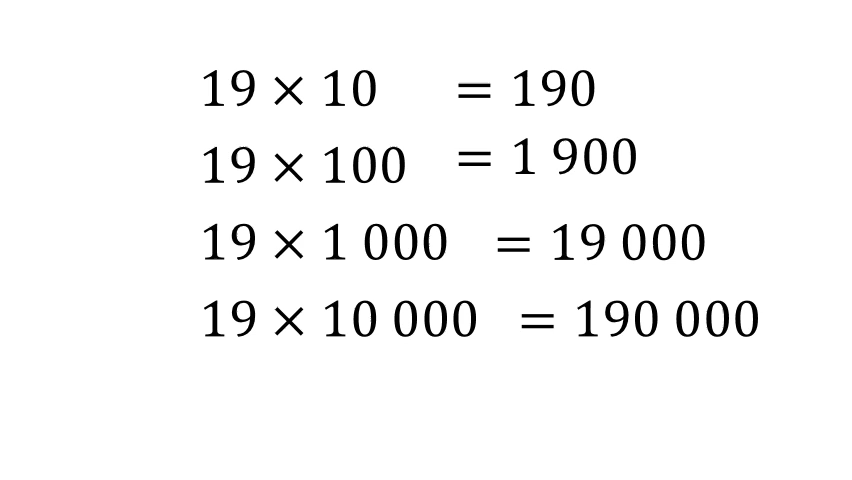 19 × 10 = 190
19 × 100 = 1 900
19 × 1 000 = 19 000
19 × 10 000 = 190 000